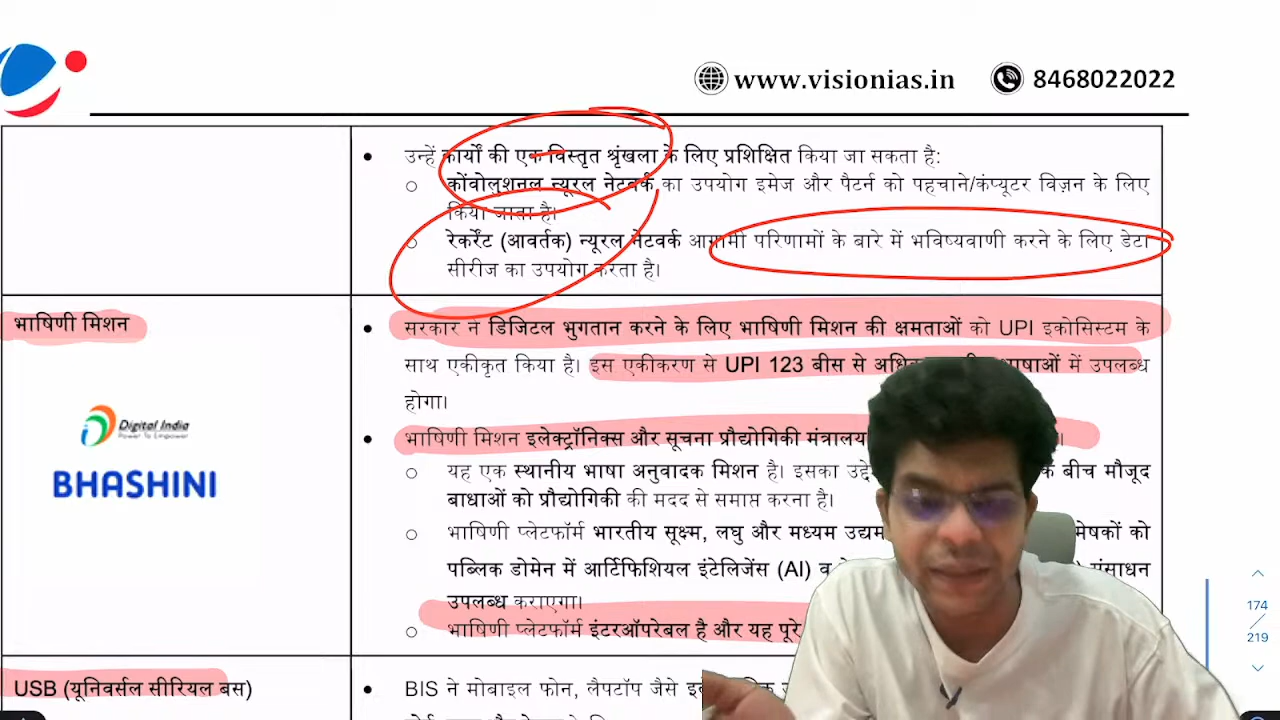 www.visionias.in 8468022022
• उन्हें कार्यों की एक विस्तृत श्रृंखला के लिए प्रशिक्षित किया जा सकता है:
○ कोंवोलुशनल न्यूरल नेटवर्क का उपयोग इमेज और पैटर्न को पहचाने/कंप्यूटर विज़न के लिए
किया जाता है।
○ रेकरेंट (आवर्तक) न्यूरल नेटवर्क आगामी परिणामों के बारे में भविष्यवाणी करने के लिए डेटा
सीरीज का उपयोग करता है।
भाषिणी मिशन
Digital India
Power To Empower
BHASHINI
• सरकार ने डिजिटल भुगतान करने के लिए भाषिणी मिशन की क्षमताओं को UPI इकोसिस्टम के
साथ एकीकृत किया है। इस एकीकरण से UPI 123 बीस से अधिक भाषाओं में उपलब्ध
होगा।
• भाषिणी मिशन इलेक्ट्रॉनिक्स और सूचना प्रौद्योगिकी मंत्रालय
○ यह एक स्थानीय भाषा अनुवादक मिशन है। इसका के बीच मौजूद
बाधाओं को प्रौद्योगिकी की मदद से समाप्त करना है।
○ भाषिणी प्लेटफॉर्म भारतीय सूक्ष्म, लघु और मध्यम को
पब्लिक डोमेन में आर्टिफिशियल इंटेलिजेंस (AI) व संसाधन
उपलब्ध कराएगा।
○ भाषिणी प्लेटफॉर्म इंटरऑपरेबल है और यह पूरे
USB (यूनिवर्सल सीरियल बस)
• BIS ने मोबाइल फोन, लैपटॉप जैसे
174
219